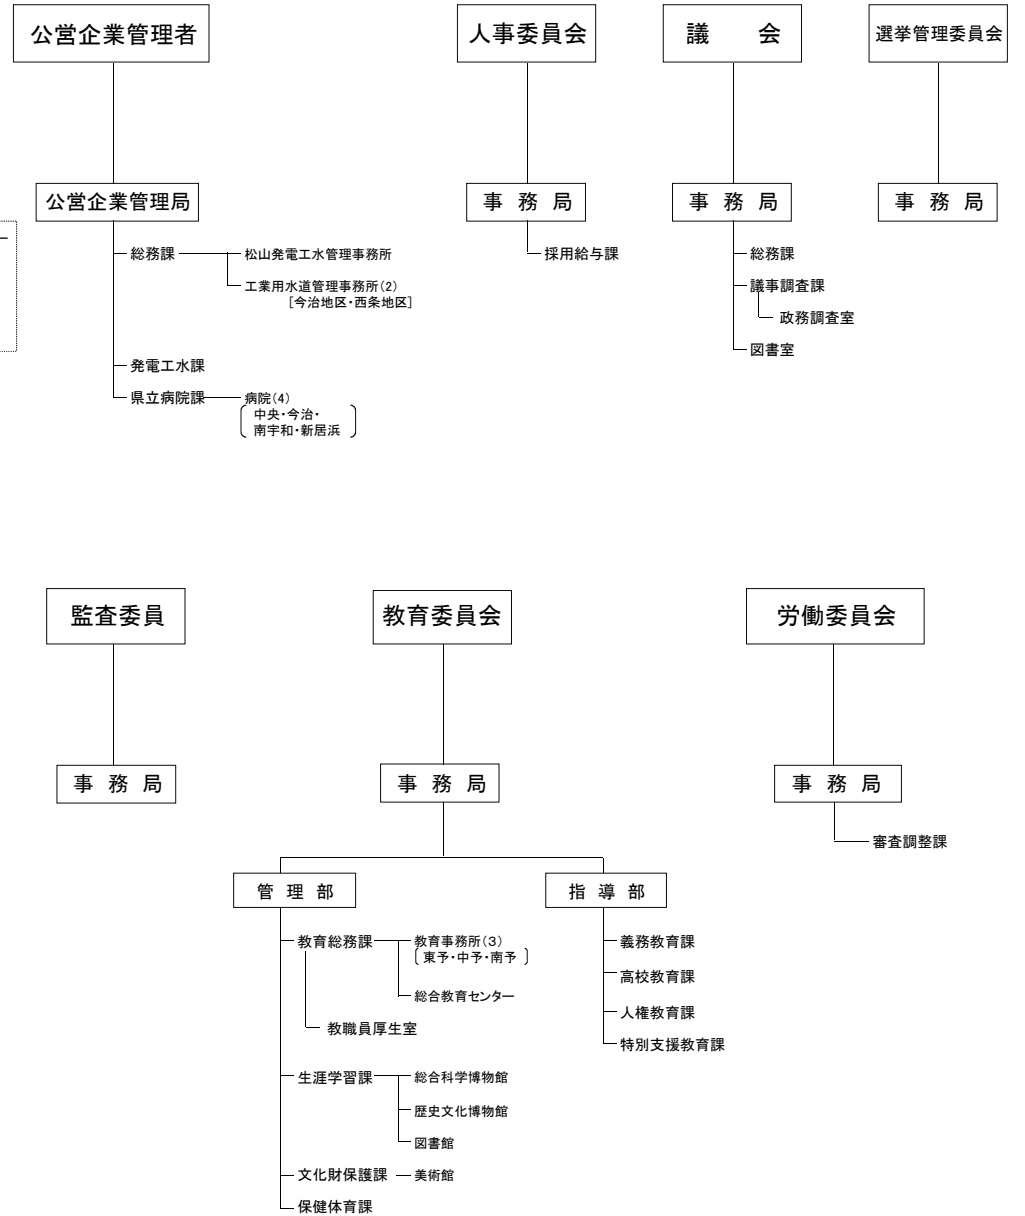 公営企業管理者
人事委員会
議　会
選挙管理委員会
公営企業管理局
事 務 局
事 務 局
事 務 局
総務課
松山発電工水管理事務所
工業用水道管理事務所(2)
[今治地区・西条地区]
発電工水課
県立病院課
病院(4)
中央・今治・
南宇和・新居浜
採用給与課
総務課
議事調査課
政務調査室
図書室
監査委員
教育委員会
労働委員会
事 務 局
事 務 局
事 務 局
審査調整課
管 理 部
指 導 部
教育総務課
教育事務所(3)
〔東予・中予・南予〕
総合教育センター
教職員厚生室
生涯学習課
総合科学博物館
歴史文化博物館
図書館
文化財保護課
美術館
保健体育課
義務教育課
高校教育課
人権教育課
特別支援教育課